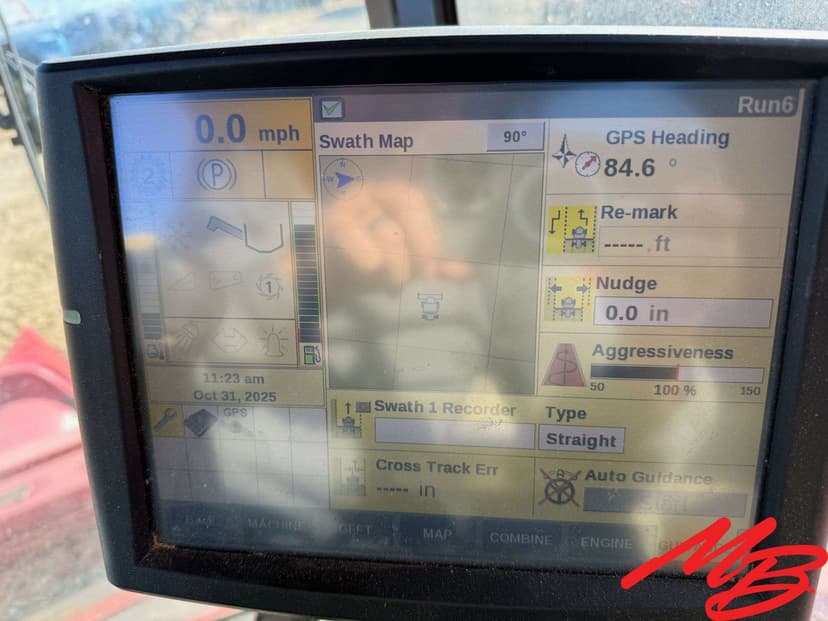 0.0 mph
Run6
Swath Map
90°
GPS Heading
84.6 °
Re-mark
----- .ft
Nudge
0.0 in
Aggressiveness
50 100 % 150
11:23 am
Oct 31, 2025
GPS
Swath 1 Recorder
Type
Straight
Cross Track Err
----- in
Auto Guidance
MAP
COMBINE
ENGINE
MB